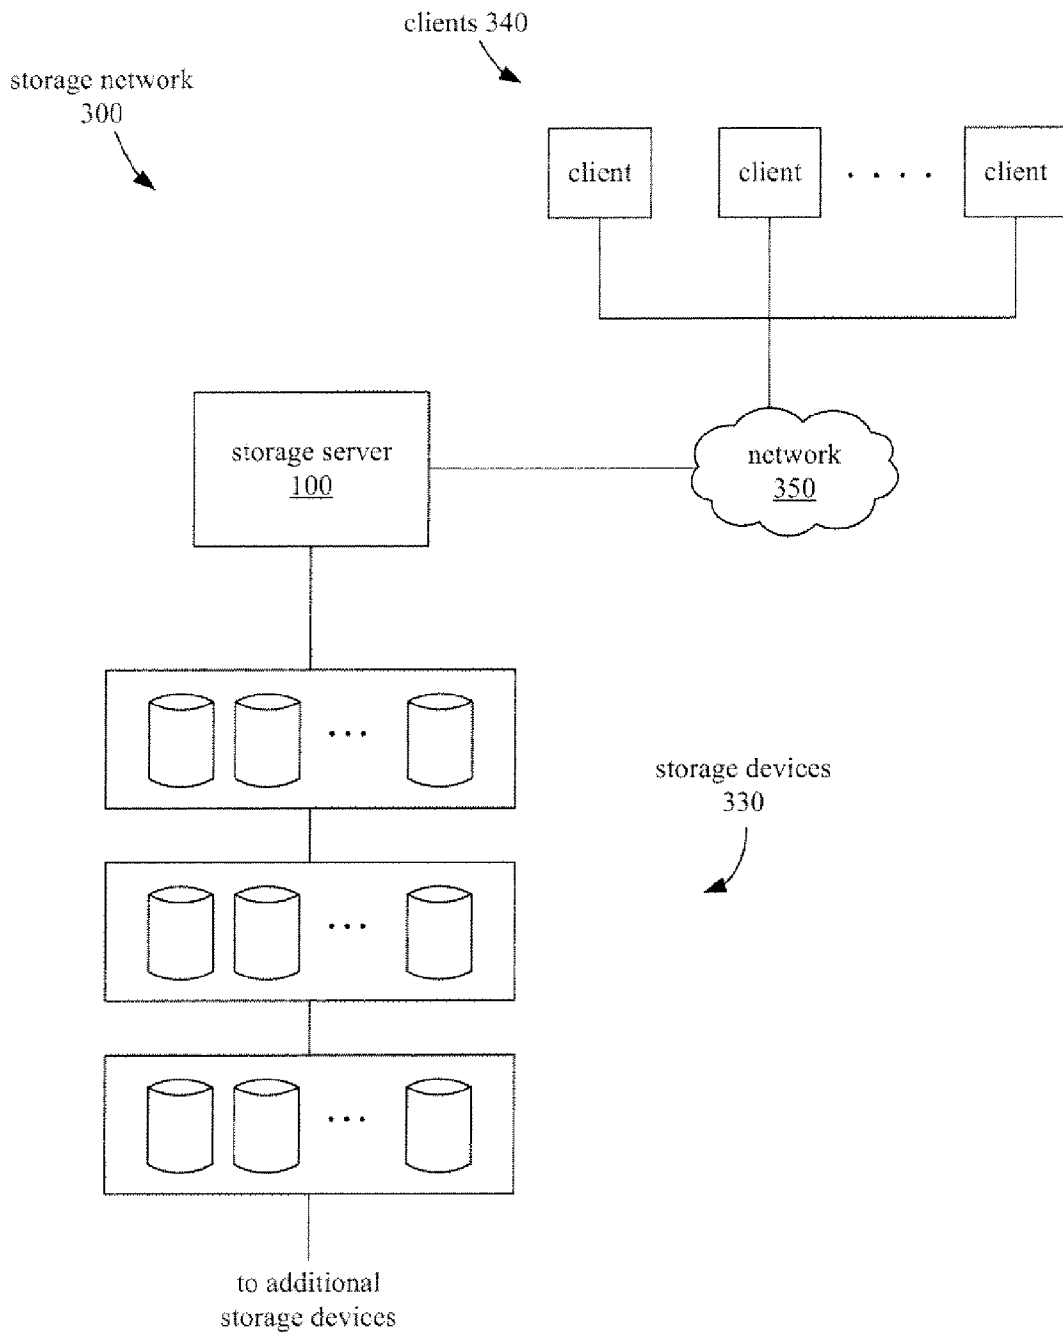 clients 340
storage network
300
client
client
client
storage server
100
network
350
storage devices
330
to additional
storage devices